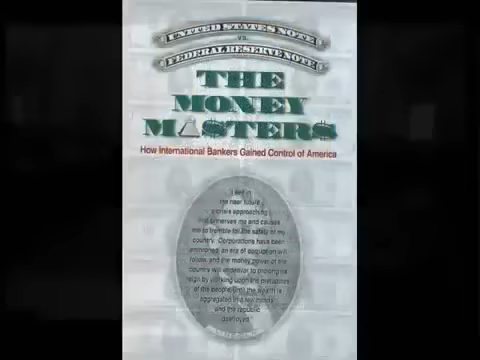 UNITED STATES NOTE
VS.
FEDERAL RESERVE NOTE
THE
MONEY
MASTERS
How International Bankers Gained Control of America
"I see in
the near future
a crisis approaching
that unnerves me and causes
me to tremble for the safety of my
country. Corporations have been
enthroned, an era of corruption will
follow, and the money power of the
country will endeavor to prolong its
reign by working upon the prejudices
of the people until the wealth is
aggregated in a few hands
and the republic
destroyed."